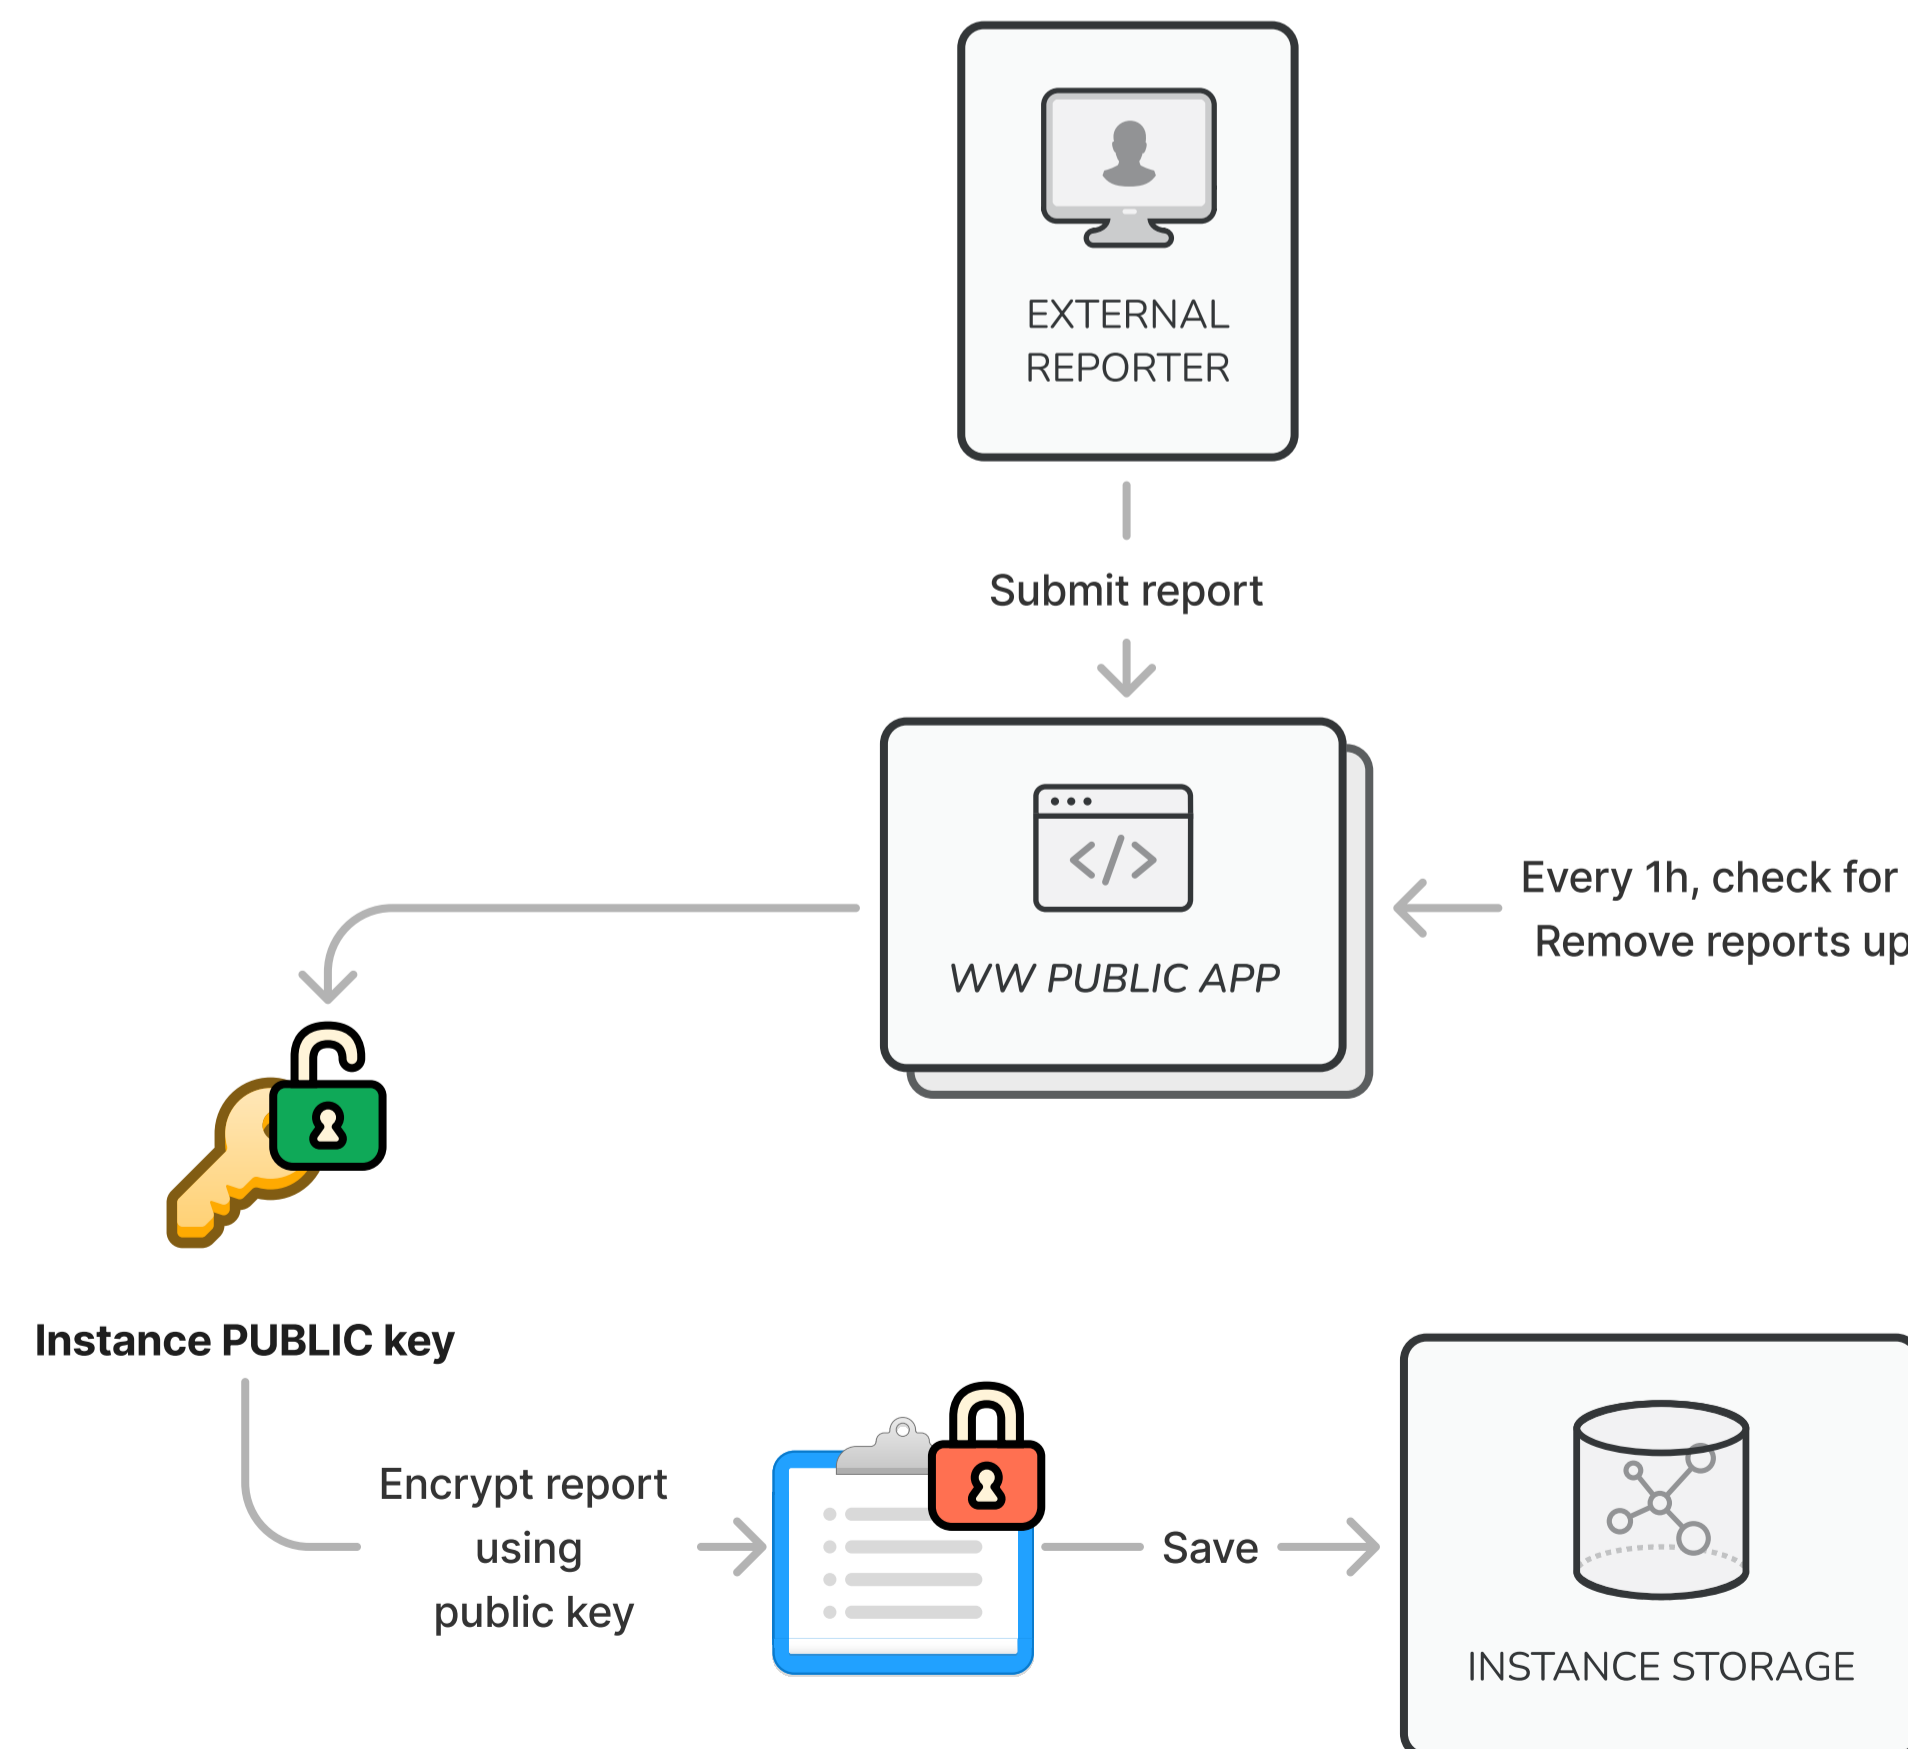 EXTERNAL
REPORTER
Submit report
WW PUBLIC APP
Every 1h, check for
Remove reports up
Instance PUBLIC key
Encrypt report
using
public key
Save
INSTANCE STORAGE